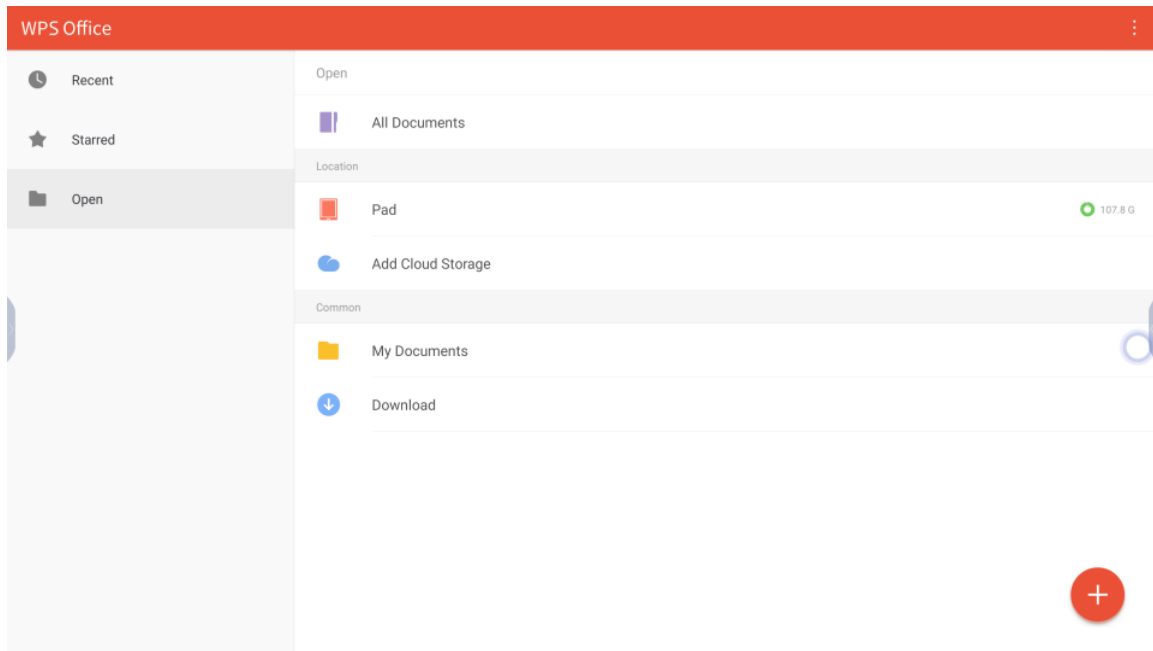 WPS Office
Recent
Starred
Open
Open
All Documents
Location
Pad
107.8 G
Add Cloud Storage
Common
My Documents
Download